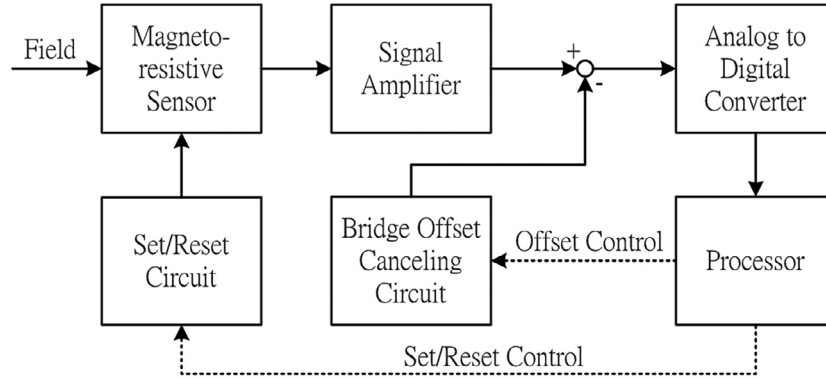 Field
Magneto-
resistive
Sensor
Signal
Amplifier
+
-
Analog to
Digital
Converter
Set/Reset
Circuit
Bridge Offset
Canceling
Circuit
Offset Control
Processor
Set/Reset Control